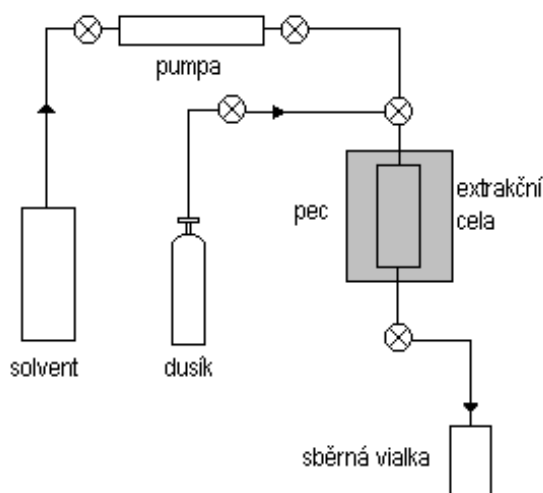 pumpa
pec
extrakční
cela
solvent
dusík
sběrná vialka